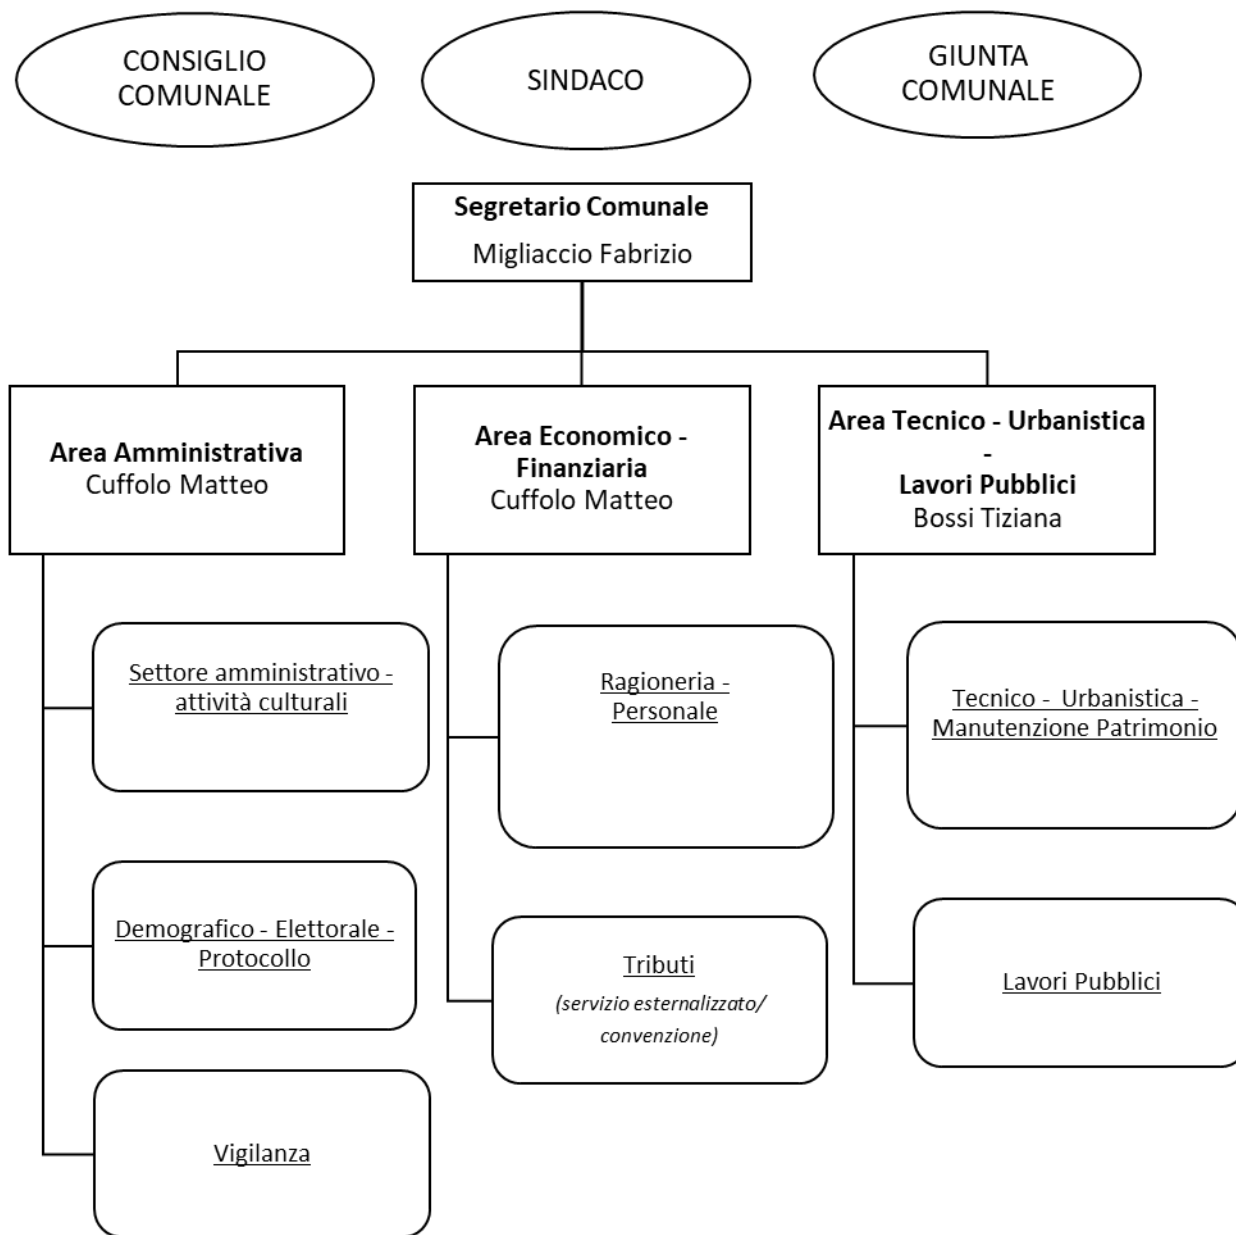 CONSIGLIO
COMUNALE
SINDACO
GIUNTA
COMUNALE
Segretario Comunale
Migliaccio Fabrizio
Area Amministrativa
Cuffolo Matteo
Area Economico -
Finanziaria
Cuffolo Matteo
Area Tecnico - Urbanistica
-
Lavori Pubblici
Bossi Tiziana
Settore amministrativo -
attività culturali
Demografico - Elettorale -
Protocollo
Vigilanza
Ragioneria -
Personale
Tributi
(servizio esternalizzato/
convenzione)
Tecnico - Urbanistica -
Manutenzione Patrimonio
Lavori Pubblici